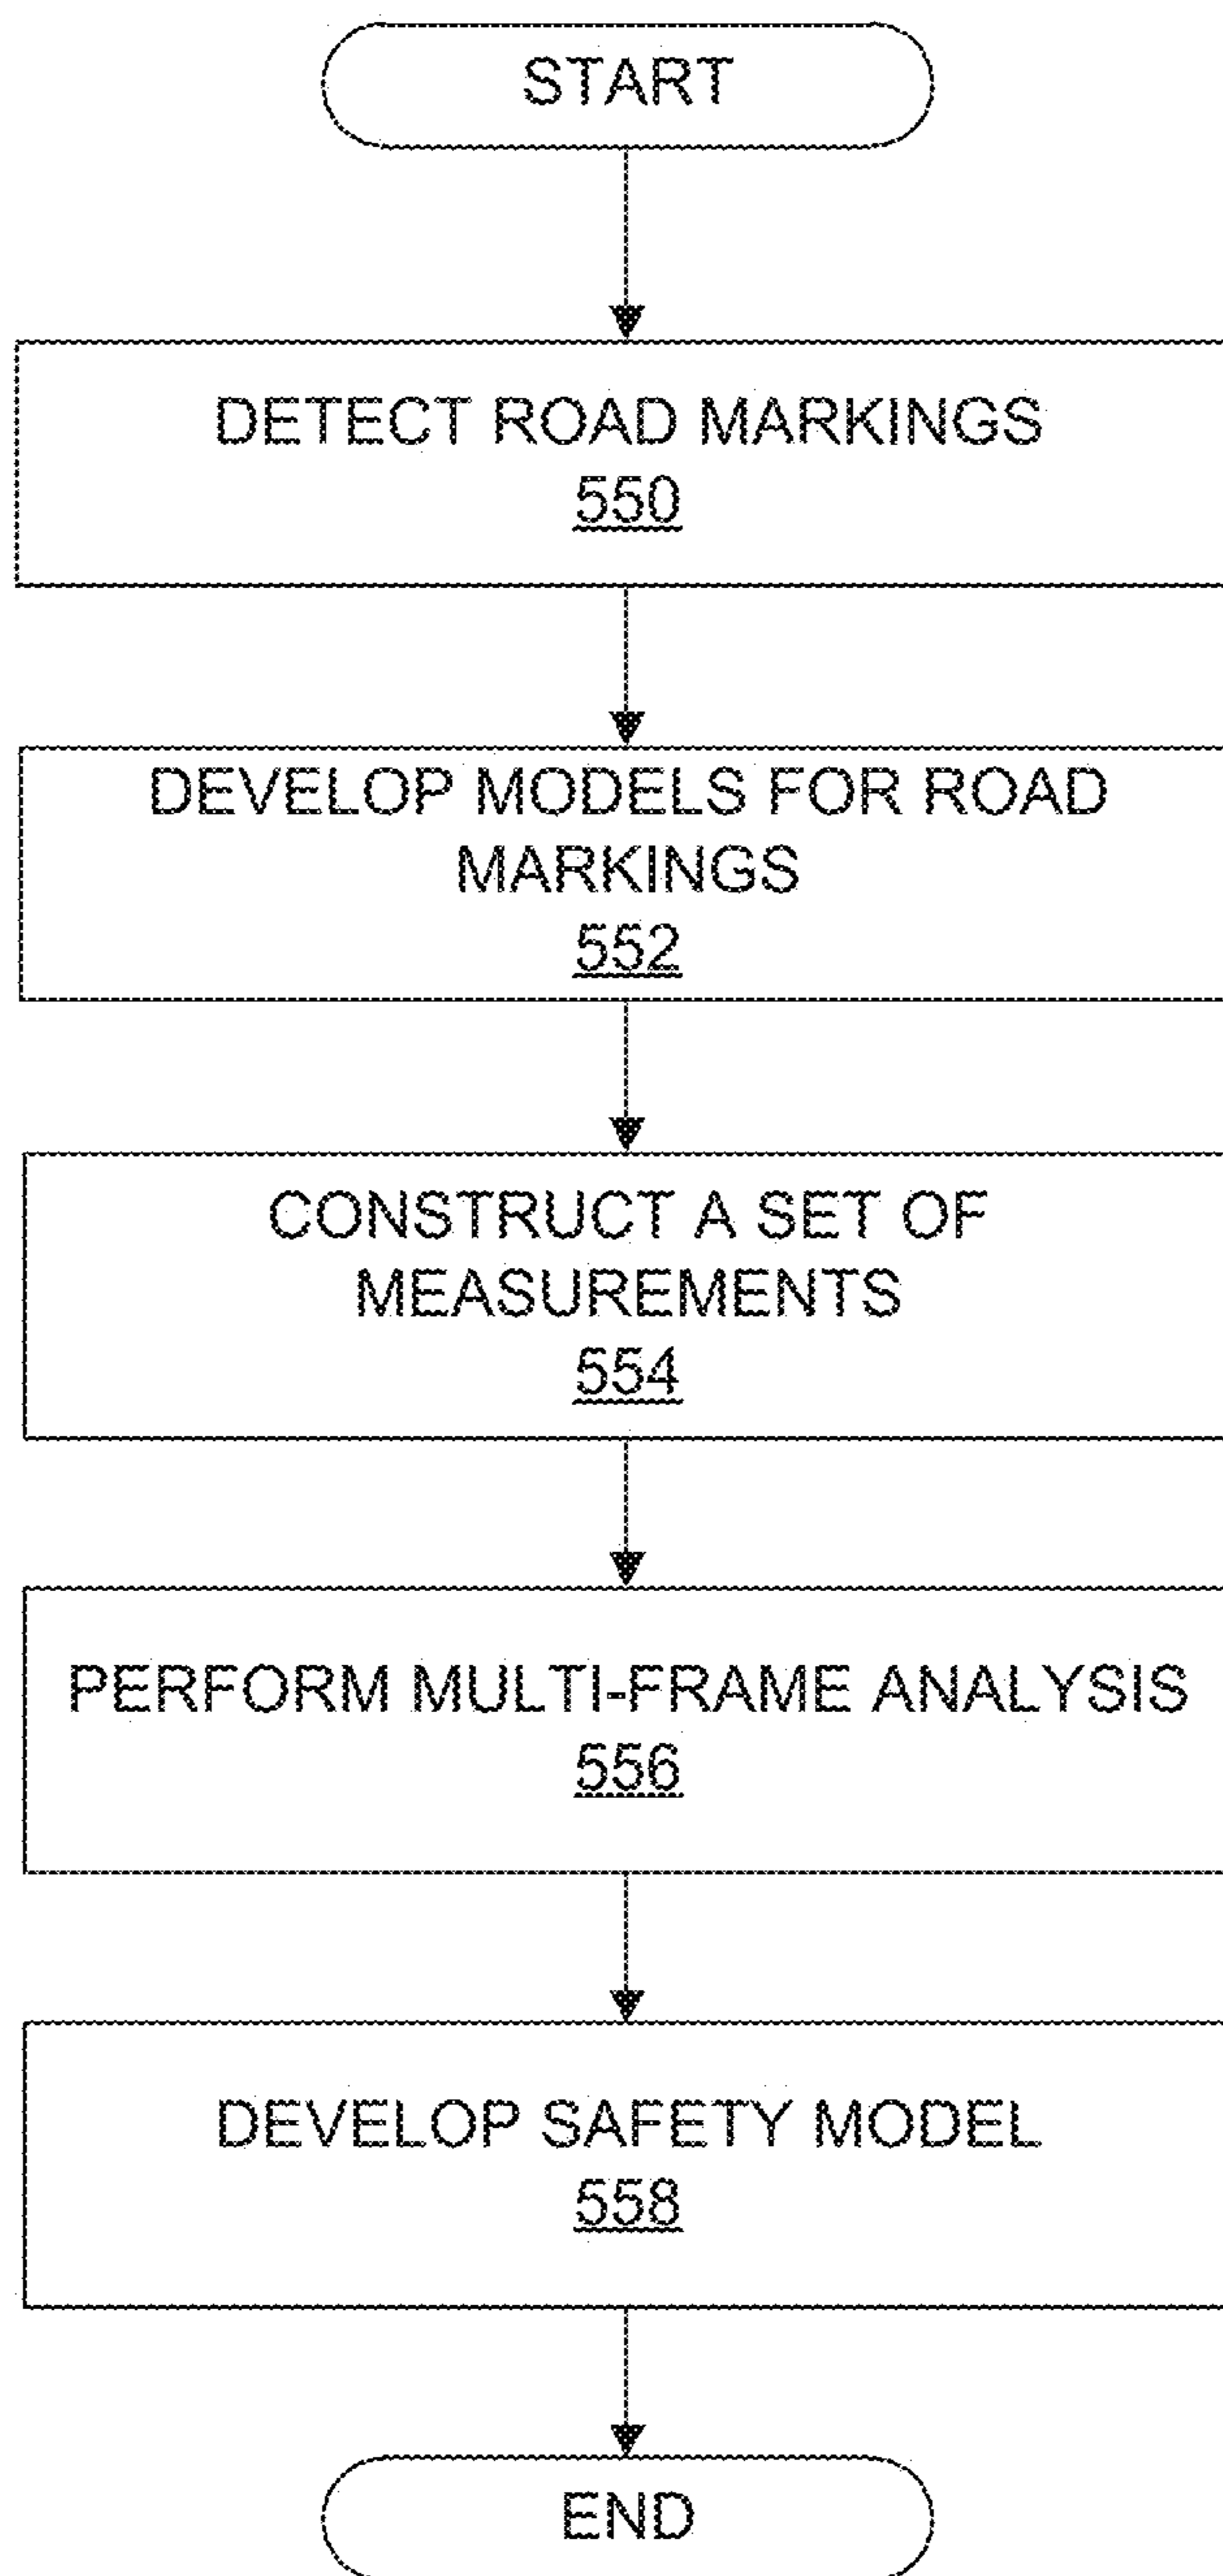 START
DETECT ROAD MARKINGS
550
DEVELOP MODELS FOR ROAD
MARKINGS
552
CONSTRUCT A SET OF
MEASUREMENTS
554
PERFORM MULTI-FRAME ANALYSIS
556
DEVELOP SAFETY MODEL
558
END